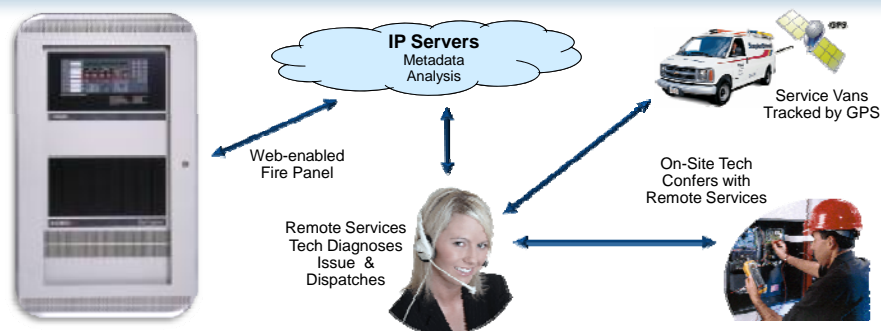 IP Servers
Metadata
Analysis
GPS
Service Vans
Tracked by GPS
Web-enabled
Fire Panel
On-Site Tech
Confers with
Remote Services
Remote Services
Tech Diagnoses
Issue &
Dispatches